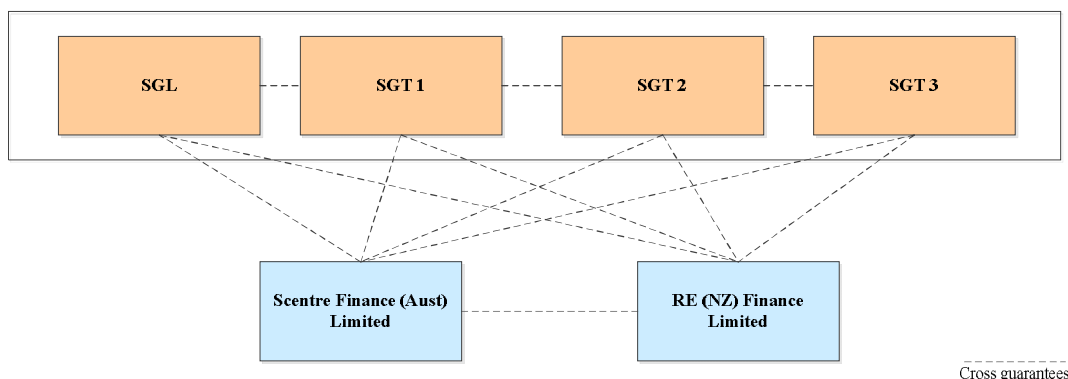 SGL
SGT 1
SGT 2
SGT 3
Scentre Finance (Aust)
Limited
RE (NZ) Finance
Limited
Cross guarantees